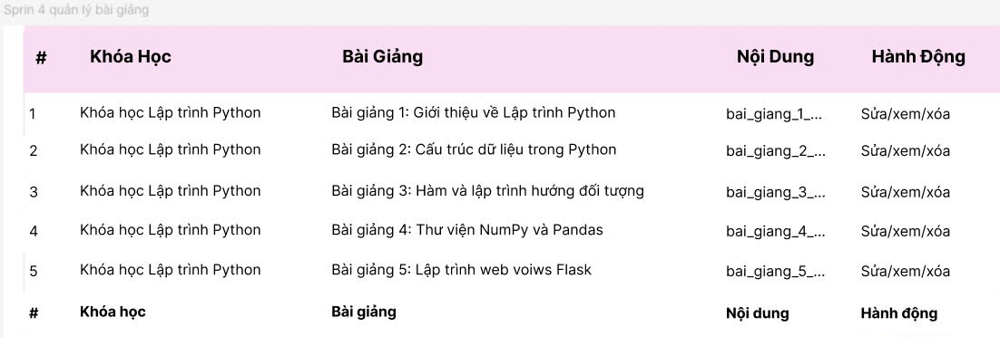 Sprin 4 quản lý bài giảng
# Khóa Học Bài Giảng Nội Dung Hành Động
1 Khóa học Lập trình Python Bài giảng 1: Giới thiệu về Lập trình Python bai_giang_1_... Sửa/xem/xóa
2 Khóa học Lập trình Python Bài giảng 2: Cấu trúc dữ liệu trong Python bai_giang_2_... Sửa/xem/xóa
3 Khóa học Lập trình Python Bài giảng 3: Hàm và lập trình hướng đối tượng bai_giang_3_... Sửa/xem/xóa
4 Khóa học Lập trình Python Bài giảng 4: Thư viện NumPy và Pandas bai_giang_4_... Sửa/xem/xóa
5 Khóa học Lập trình Python Bài giảng 5: Lập trình web voiws Flask bai_giang_5_... Sửa/xem/xóa
# Khóa học Bài giảng Nội dung Hành động